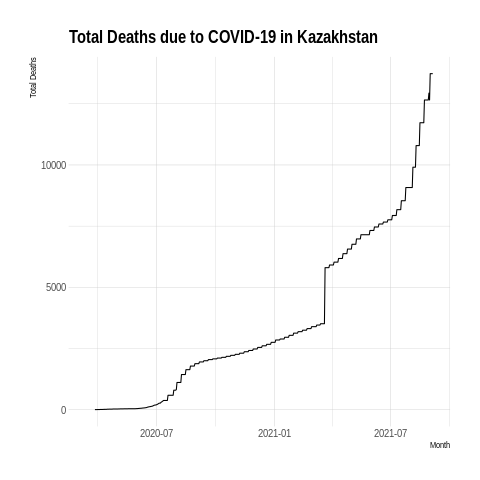 Total Deaths due to COVID-19 in Kazakhstan
Total Deaths
10000
5000
0
2020-07
2021-01
2021-07
Month